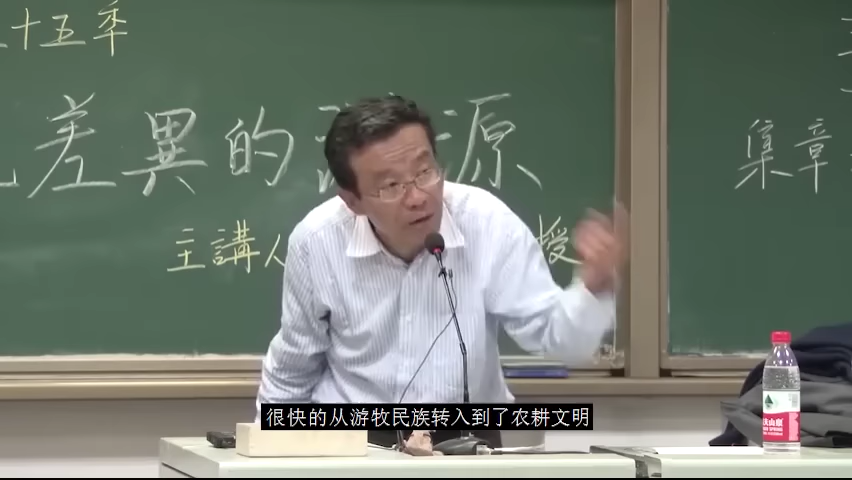 十五季
差異的 源
主講人 授
集章
很快的从游牧民族转入到了农耕文明